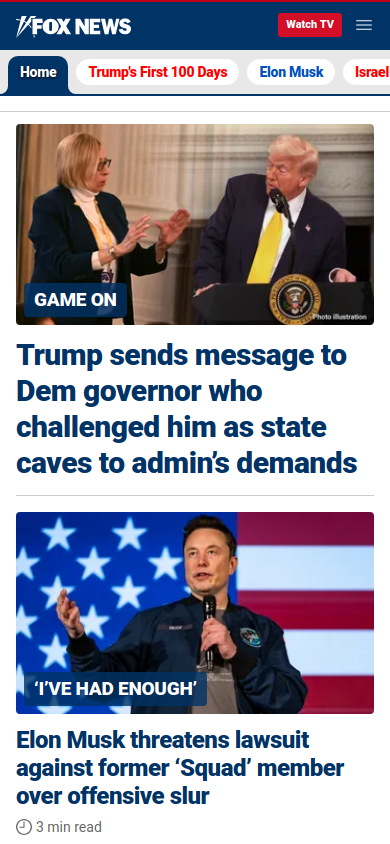 FOX NEWS
Watch TV
Home
Trump's First 100 Days
Elon Musk
Israel
GAME ON
Photo illustration
Trump sends message to
Dem governor who
challenged him as state
caves to admin's demands
'I'VE HAD ENOUGH'
Elon Musk threatens lawsuit
against former 'Squad' member
over offensive slur
3 min read